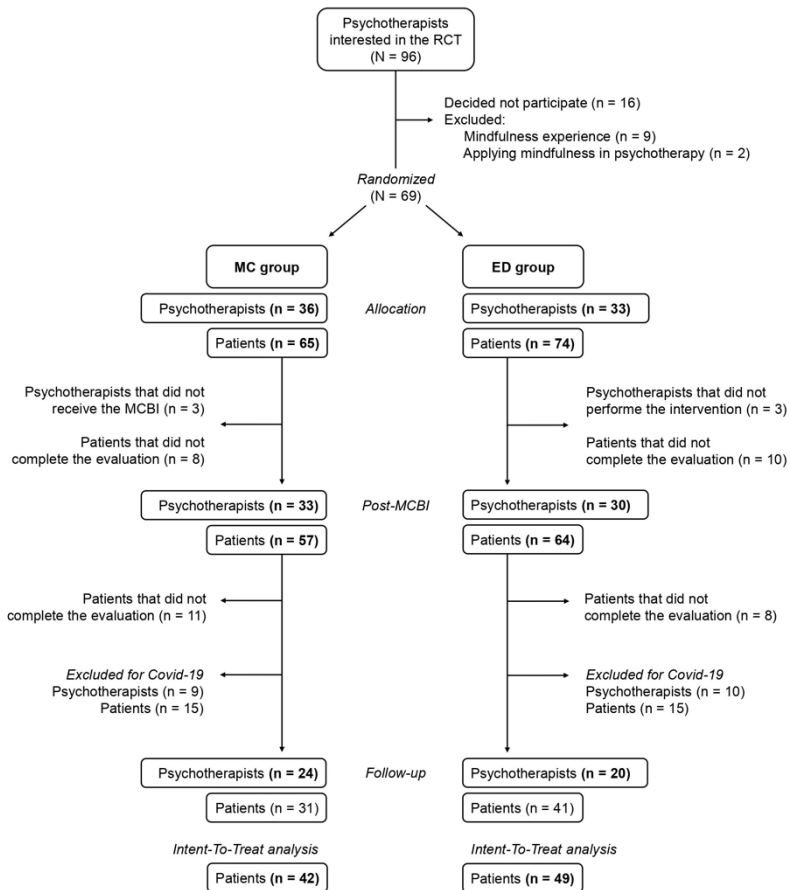 Psychotherapists
interested in the RCT
(N = 96)
Decided not participate (n = 16)
Excluded:
Mindfulness experience (n = 9)
Applying mindfulness in psychotherapy (n = 2)
Randomized
(N = 69)
MC group
ED group
Psychotherapists (n = 36)
Allocation
Psychotherapists (n = 33)
Patients (n = 65)
Patients (n = 74)
Psychotherapists that did not
receive the MCBI (n = 3)
Patients that did not
complete the evaluation (n = 8)
Psychotherapists that did not
performe the intervention (n = 3)
Patients that did not
complete the evaluation (n = 10)
Psychotherapists (n = 33)
Post-MCBI
Psychotherapists (n = 30)
Patients (n = 57)
Patients (n = 64)
Patients that did not
complete the evaluation (n = 11)
Patients that did not
complete the evaluation (n = 8)
Excluded for Covid-19
Psychotherapists (n = 9)
Patients (n = 15)
Excluded for Covid-19
Psychotherapists (n = 10)
Patients (n = 15)
Psychotherapists (n = 24)
Follow-up
Psychotherapists (n = 20)
Patients (n = 31)
Patients (n = 41)
Intent-To-Treat analysis
Intent-To-Treat analysis
Patients (n = 42)
Patients (n = 49)